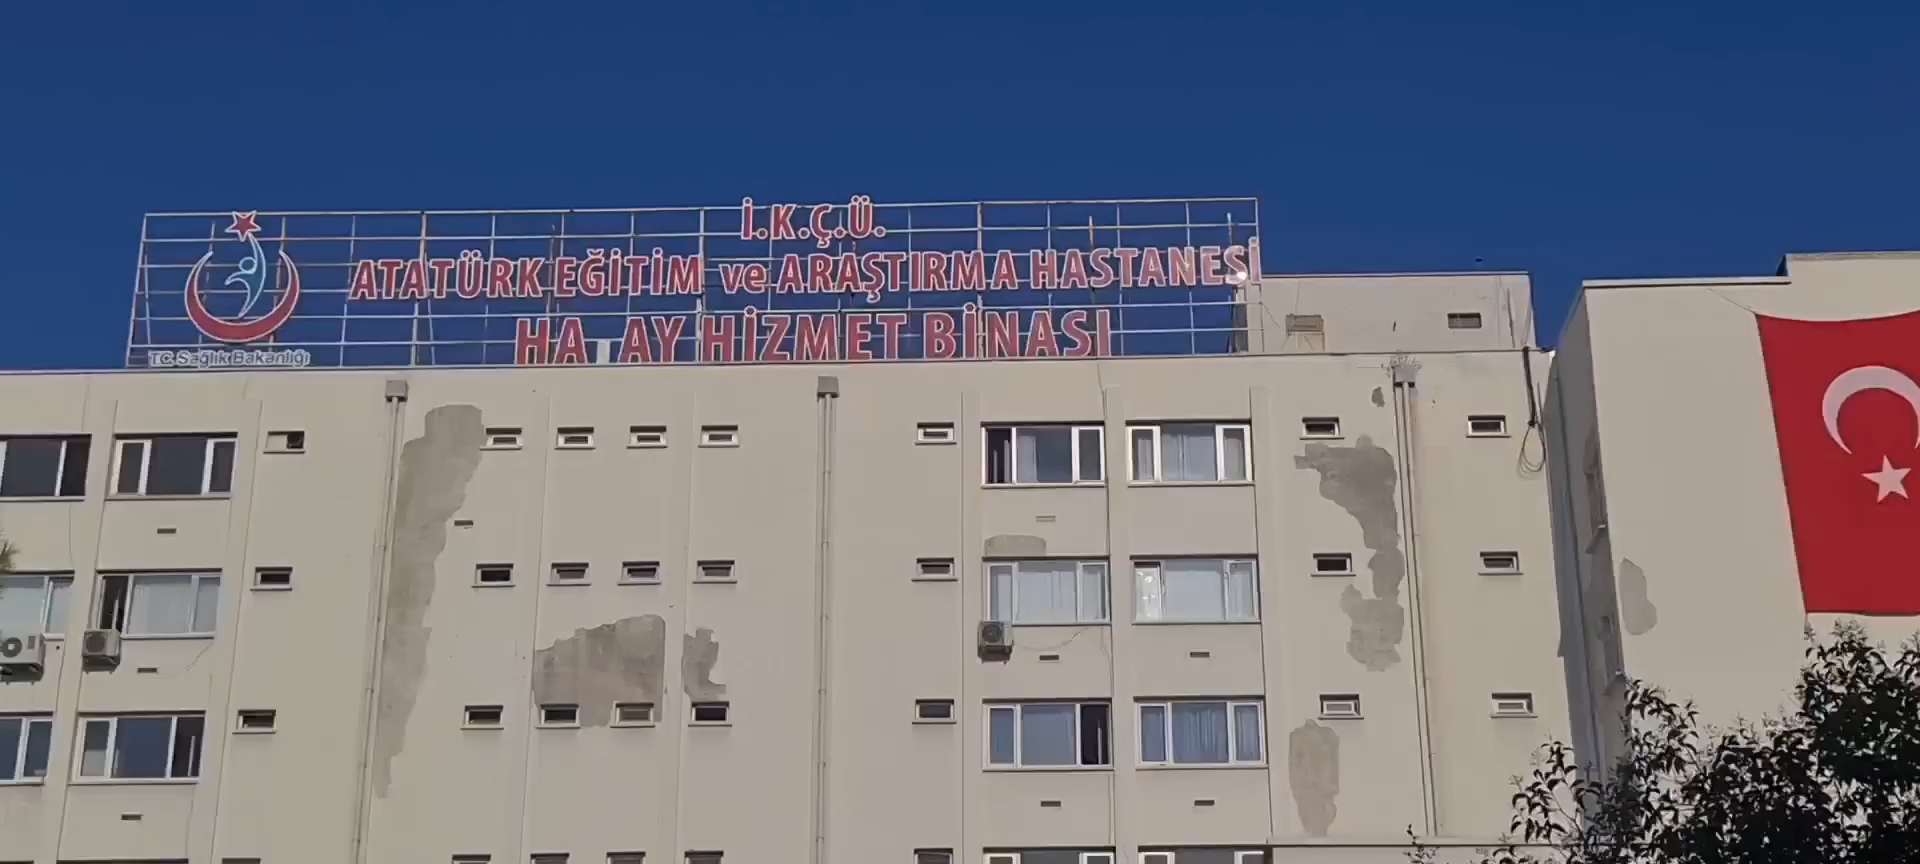 İ.K.Ç.Ü.
ATATÜRK EĞİTİM ve ARAŞTIRMA HASTANESİ
HA AY HİZMET BİNASI
T.C. Sağlık Bakanlığı